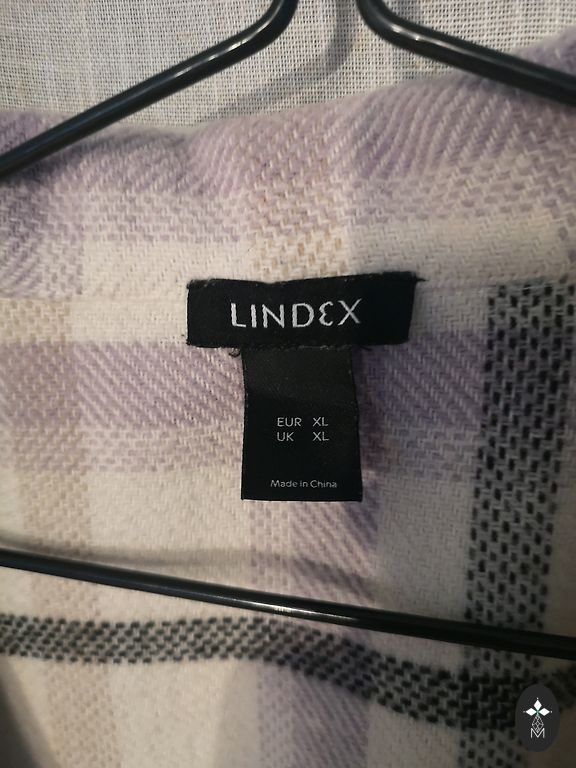 LINDEX
EUR XL
UK XL
Made in China
M